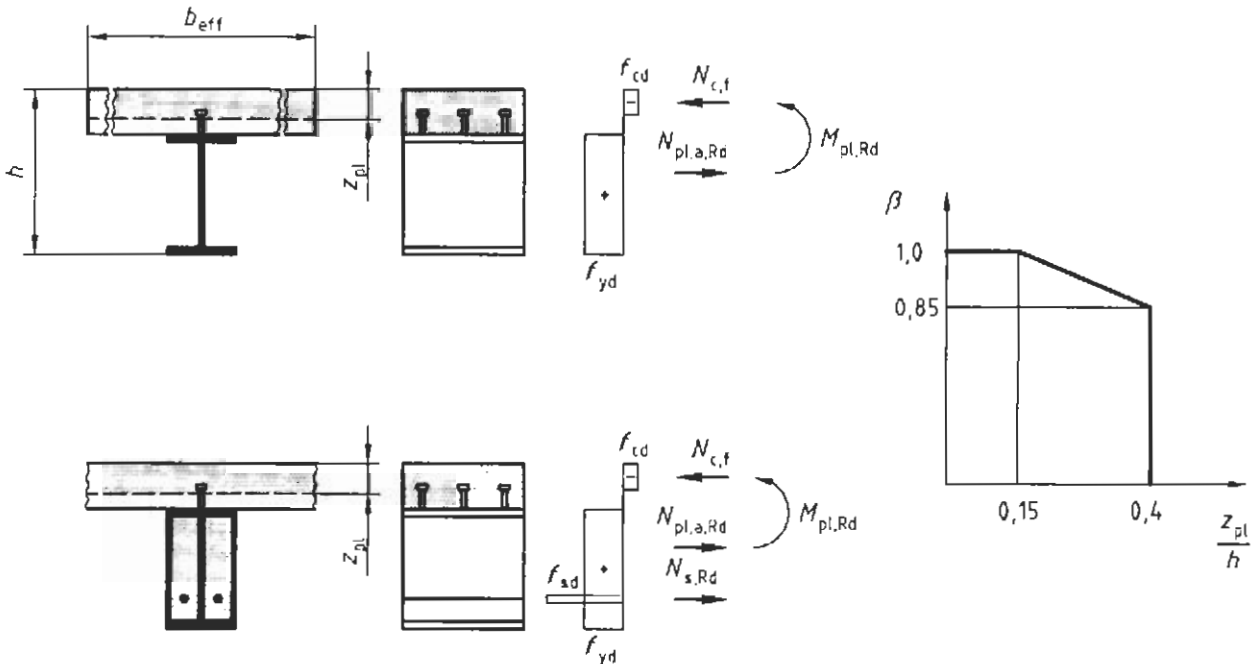 b_eff
h
z_pl
f_cd
N_c,f
N_pl,a,Rd
M_pl,Rd
f_yd
β
1,0
0,85
0,15
0,4
z_pl
h
z_pl
f_cd
N_c,f
N_pl,a,Rd
M_pl,Rd
f_sd
N_s,Rd
f_yd